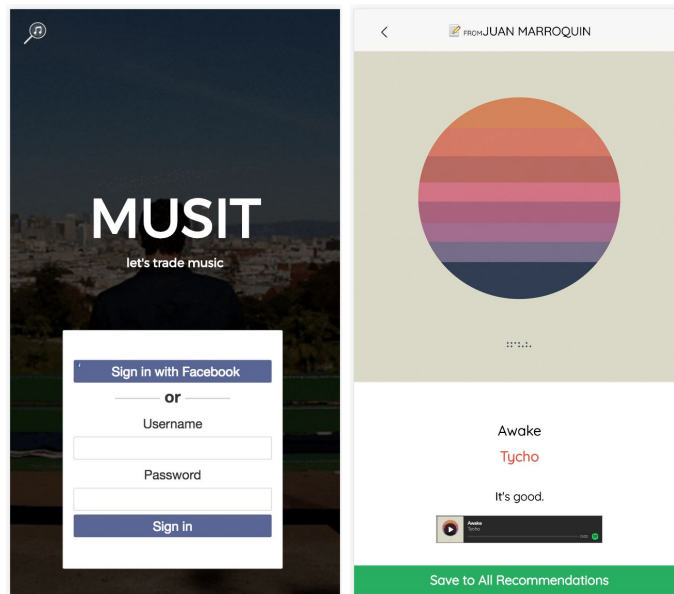 MUSIT
let's trade music
Sign in with Facebook
or
Username
Password
Sign in
FROM JUAN MARROQUIN
Awake
Tycho
It's good.
Awake
Tycho
Save to All Recommendations